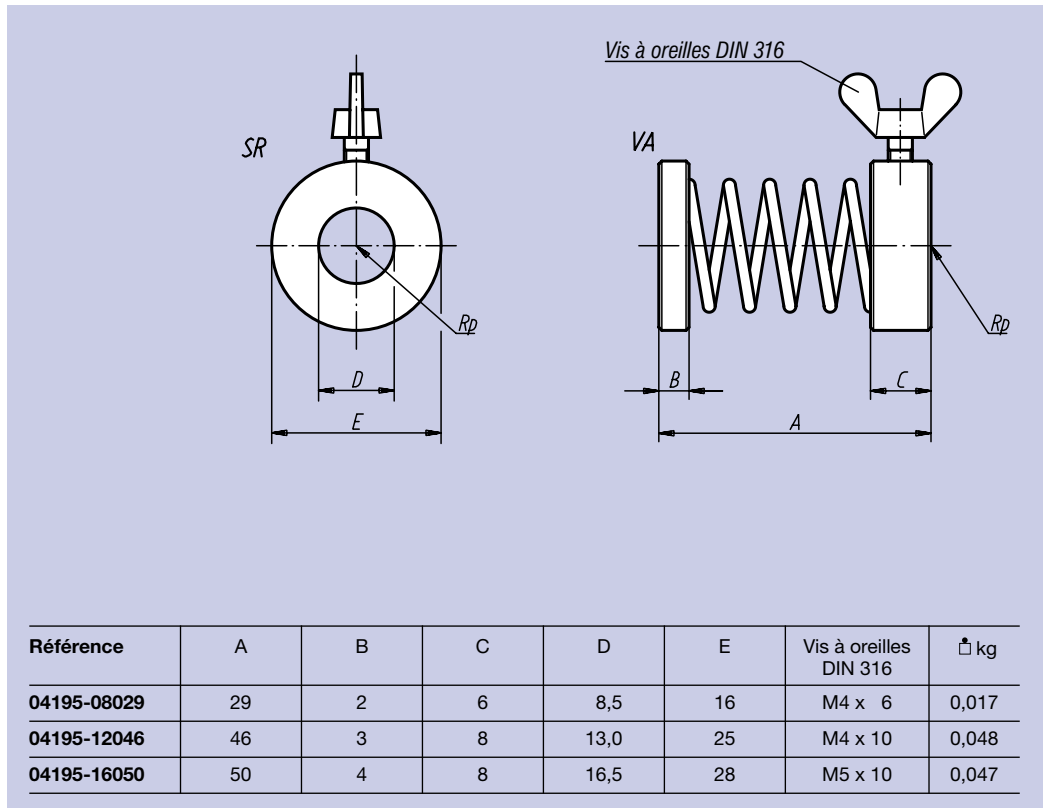 Vis à oreilles DIN 316
SR
VA
Rp
Rp
D
E
B
C
A
Référence A B C D E Vis à oreilles DIN 316 kg
04195-08029 29 2 6 8,5 16 M4 x 6 0,017
04195-12046 46 3 8 13,0 25 M4 x 10 0,048
04195-16050 50 4 8 16,5 28 M5 x 10 0,047